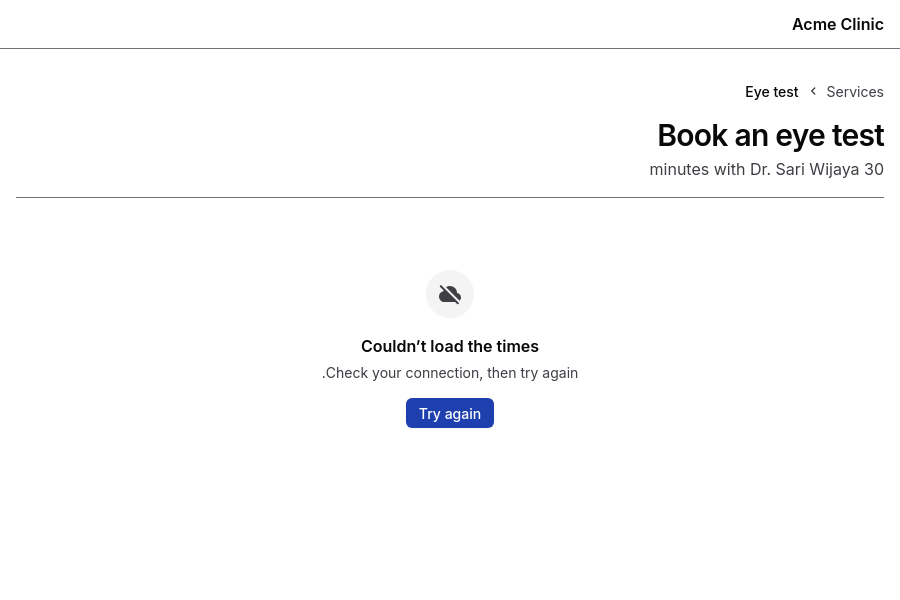 Acme Clinic
Services
Eye test
Book an eye test
30 minutes with Dr. Sari Wijaya
Couldn’t load the times
Check your connection, then try again.
Try again